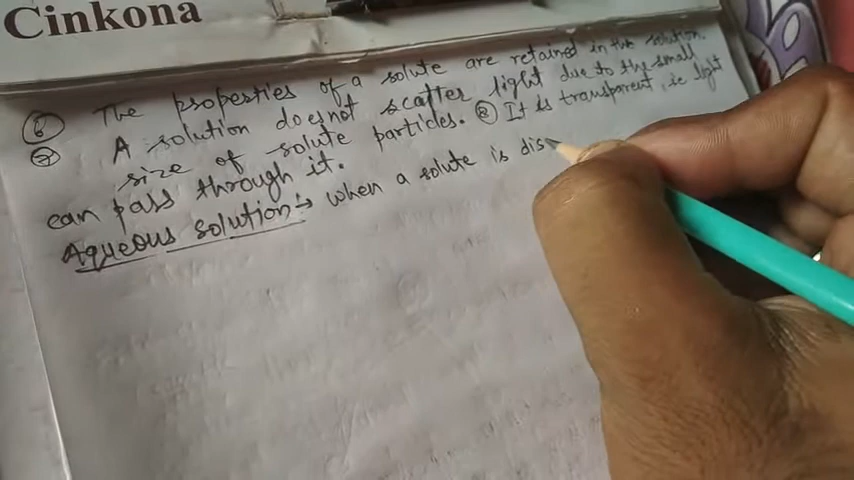 Cinkona
⑥ The properties of a solute are retained in the solution.
⑦ A solution doesnot scatter light due to the small
size of solute particles. ⑧ It is transparent, ie light
can pass through it.
Aqueous solution:→ when a solute is dis